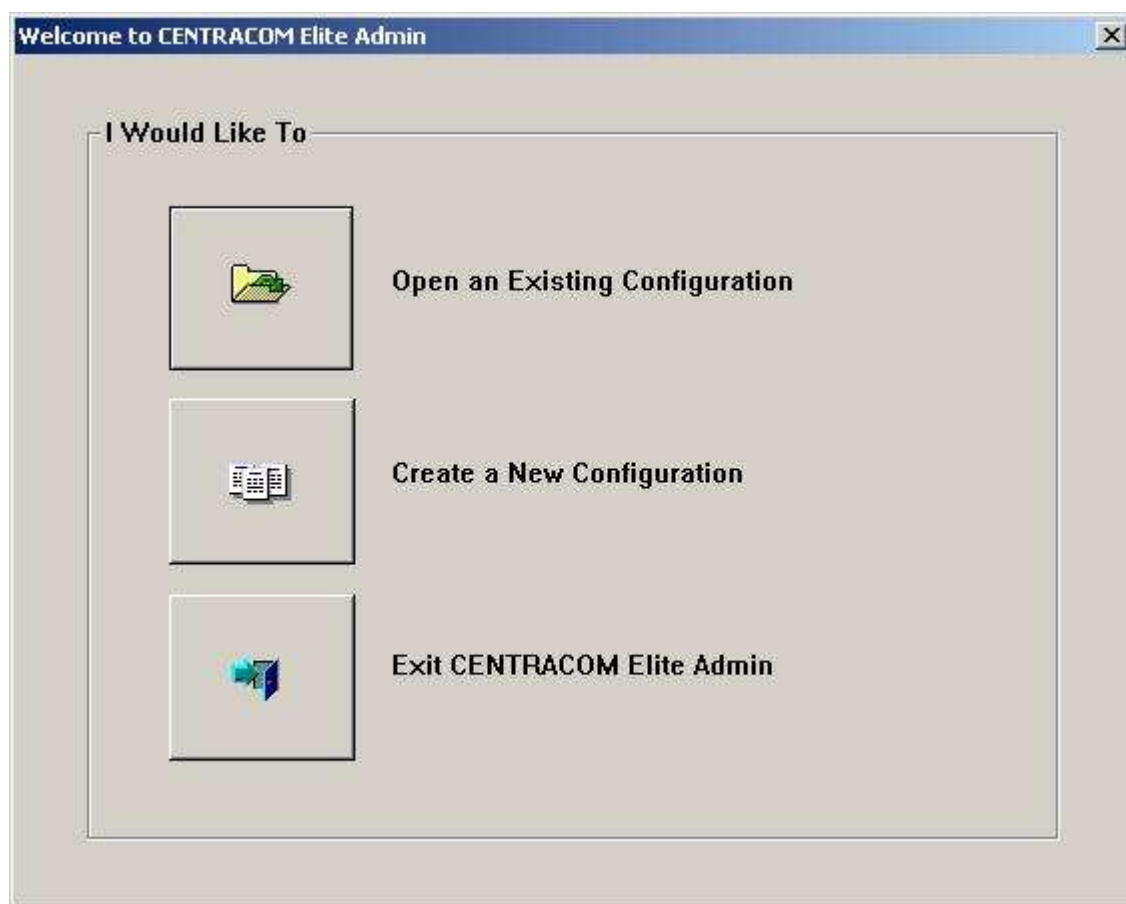 Welcome to CENTRACOM Elite Admin
I Would Like To
Open an Existing Configuration
Create a New Configuration
Exit CENTRACOM Elite Admin